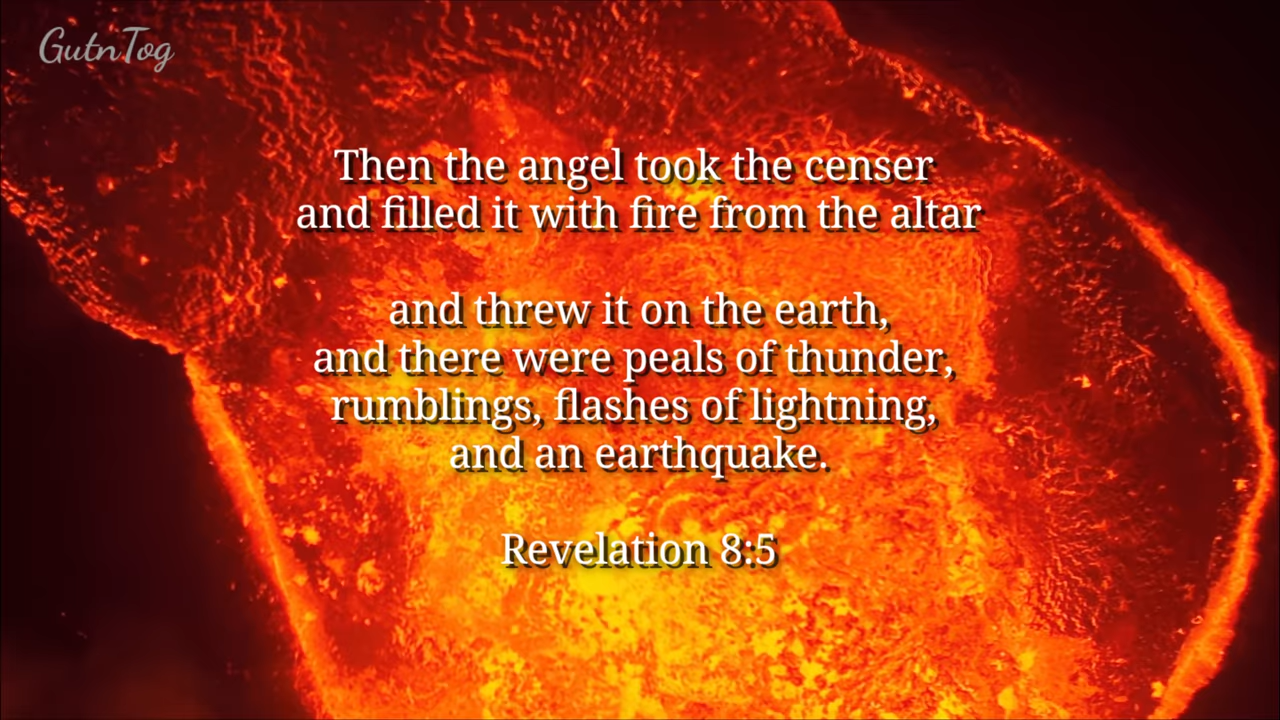 GutnTog
Then the angel took the censer
and filled it with fire from the altar
and threw it on the earth,
and there were peals of thunder,
rumblings, flashes of lightning,
and an earthquake.
Revelation 8:5